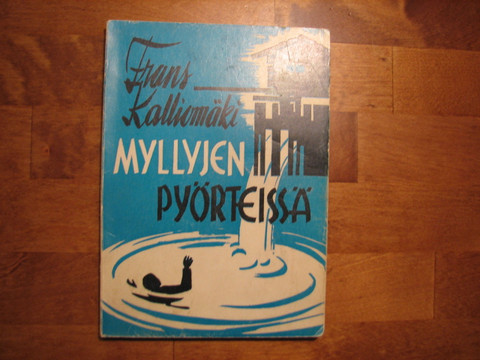 Frans
Kalliomäki
MYLLYJEN
PYÖRTEISSÄ